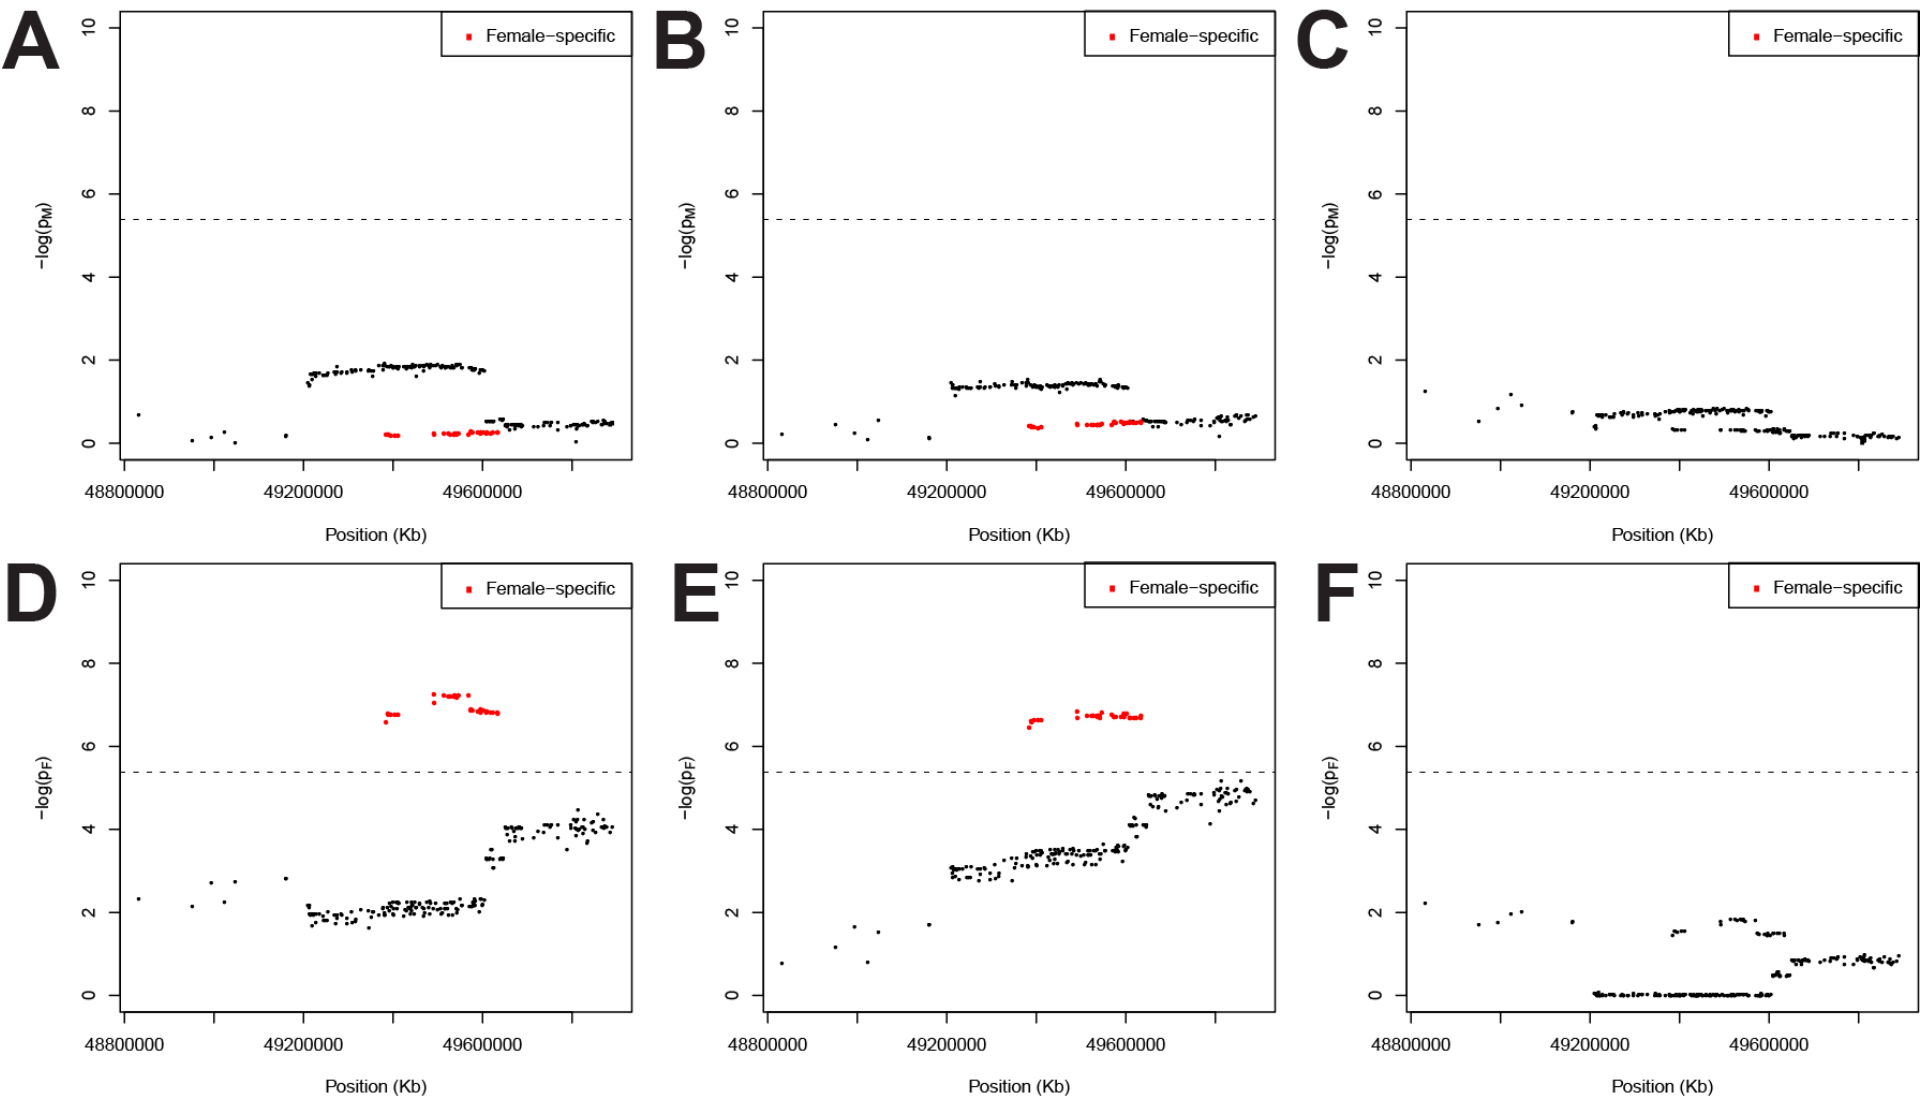 A
10
8
6
4
2
0
−log(pM)
Female−specific
48800000 49200000 49600000
Position (Kb)
B
10
8
6
4
2
0
−log(pM)
Female−specific
48800000 49200000 49600000
Position (Kb)
C
10
8
6
4
2
0
−log(pM)
Female−specific
48800000 49200000 49600000
Position (Kb)
D
10
8
6
4
2
0
−log(pF)
Female−specific
48800000 49200000 49600000
Position (Kb)
E
10
8
6
4
2
0
−log(pF)
Female−specific
48800000 49200000 49600000
Position (Kb)
F
10
8
6
4
2
0
−log(pF)
Female−specific
48800000 49200000 49600000
Position (Kb)